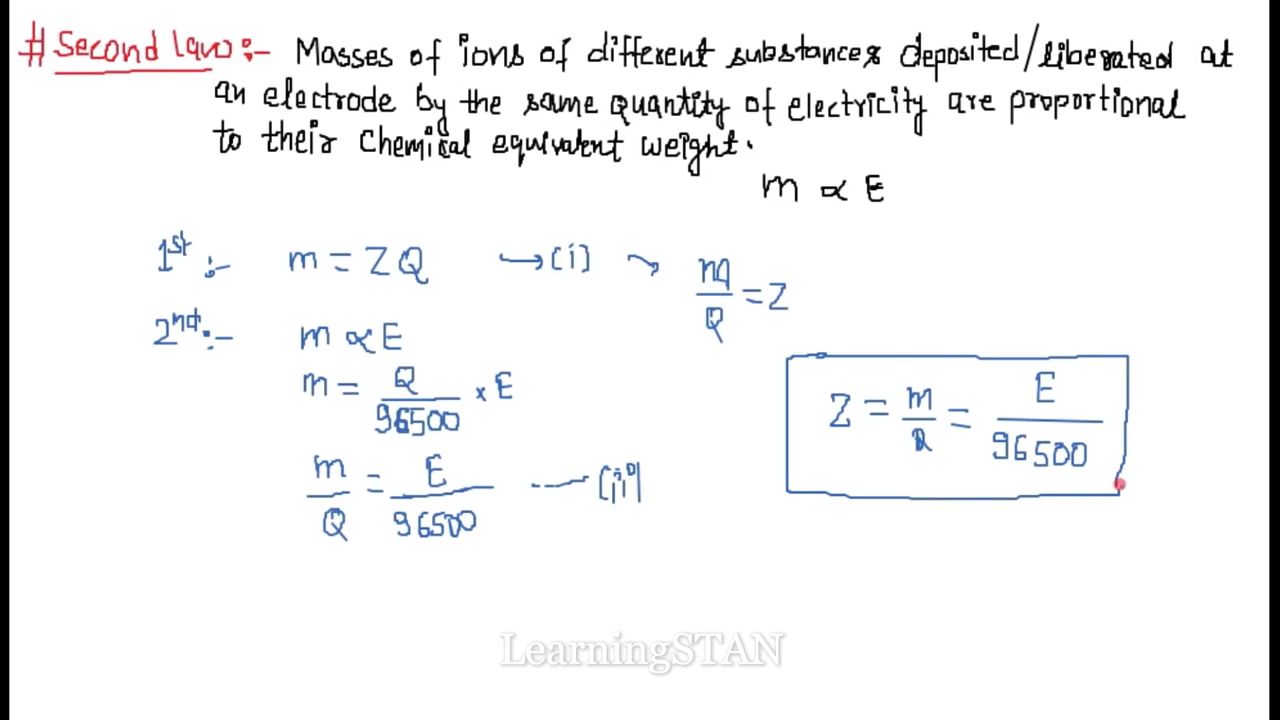 # Second law :- Masses of ions of different substances deposited/liberated at
an electrode by the same quantity of electricity are proportional
to their chemical equivalent weight.
m ∝ E
1st :- m = ZQ → (i) → m/Q = Z
2nd :- m ∝ E
m = Q/96500 × E
m/Q = E/96500 --- (ii)
Z = m/Q = E/96500
LearningSTAN